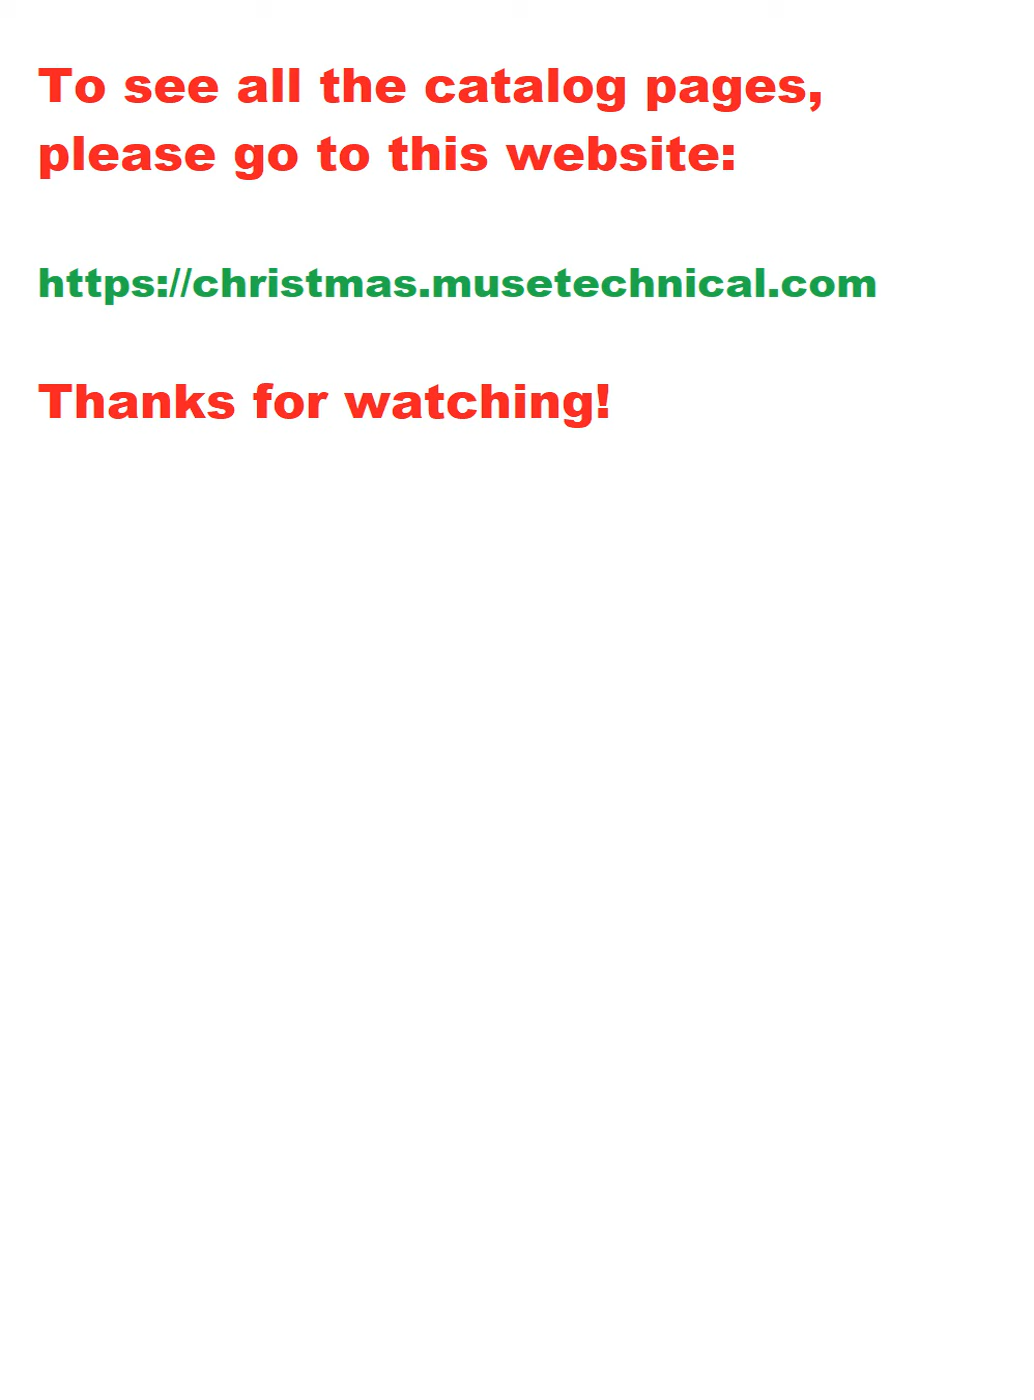 To see all the catalog pages,
please go to this website:
https://christmas.musetechnical.com
Thanks for watching!